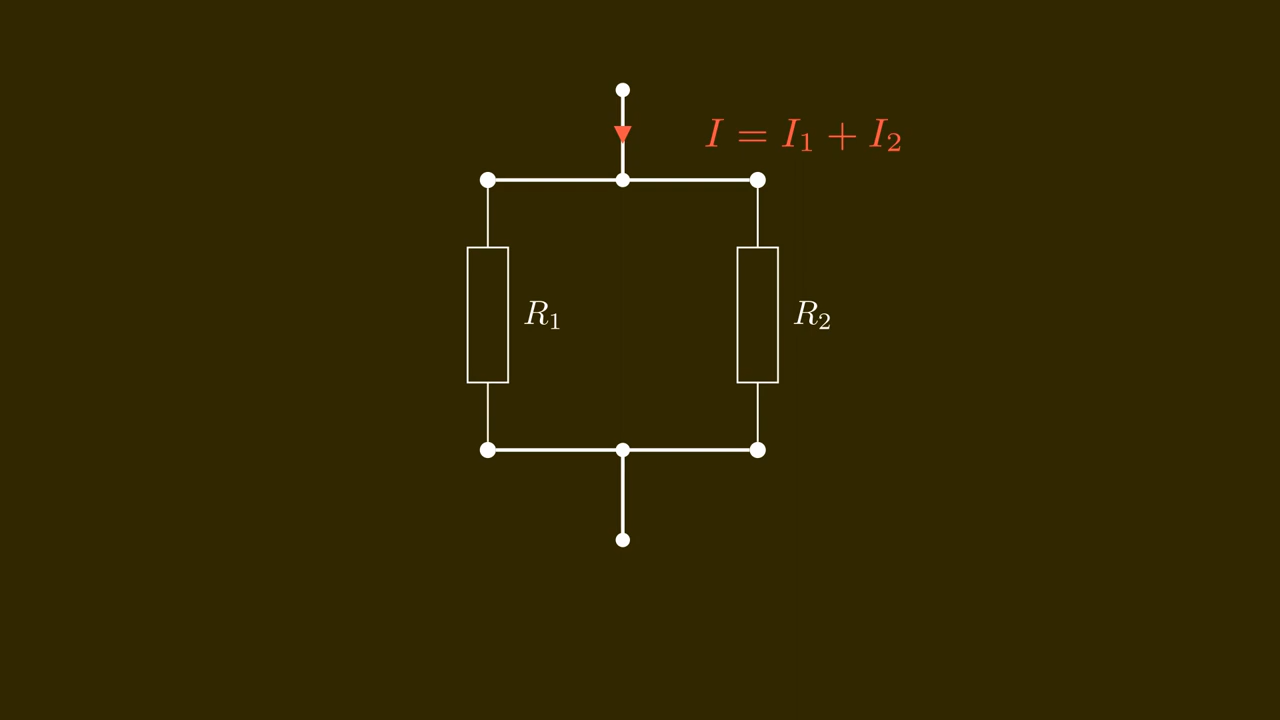 I = I₁ + I₂
R₁ R₂